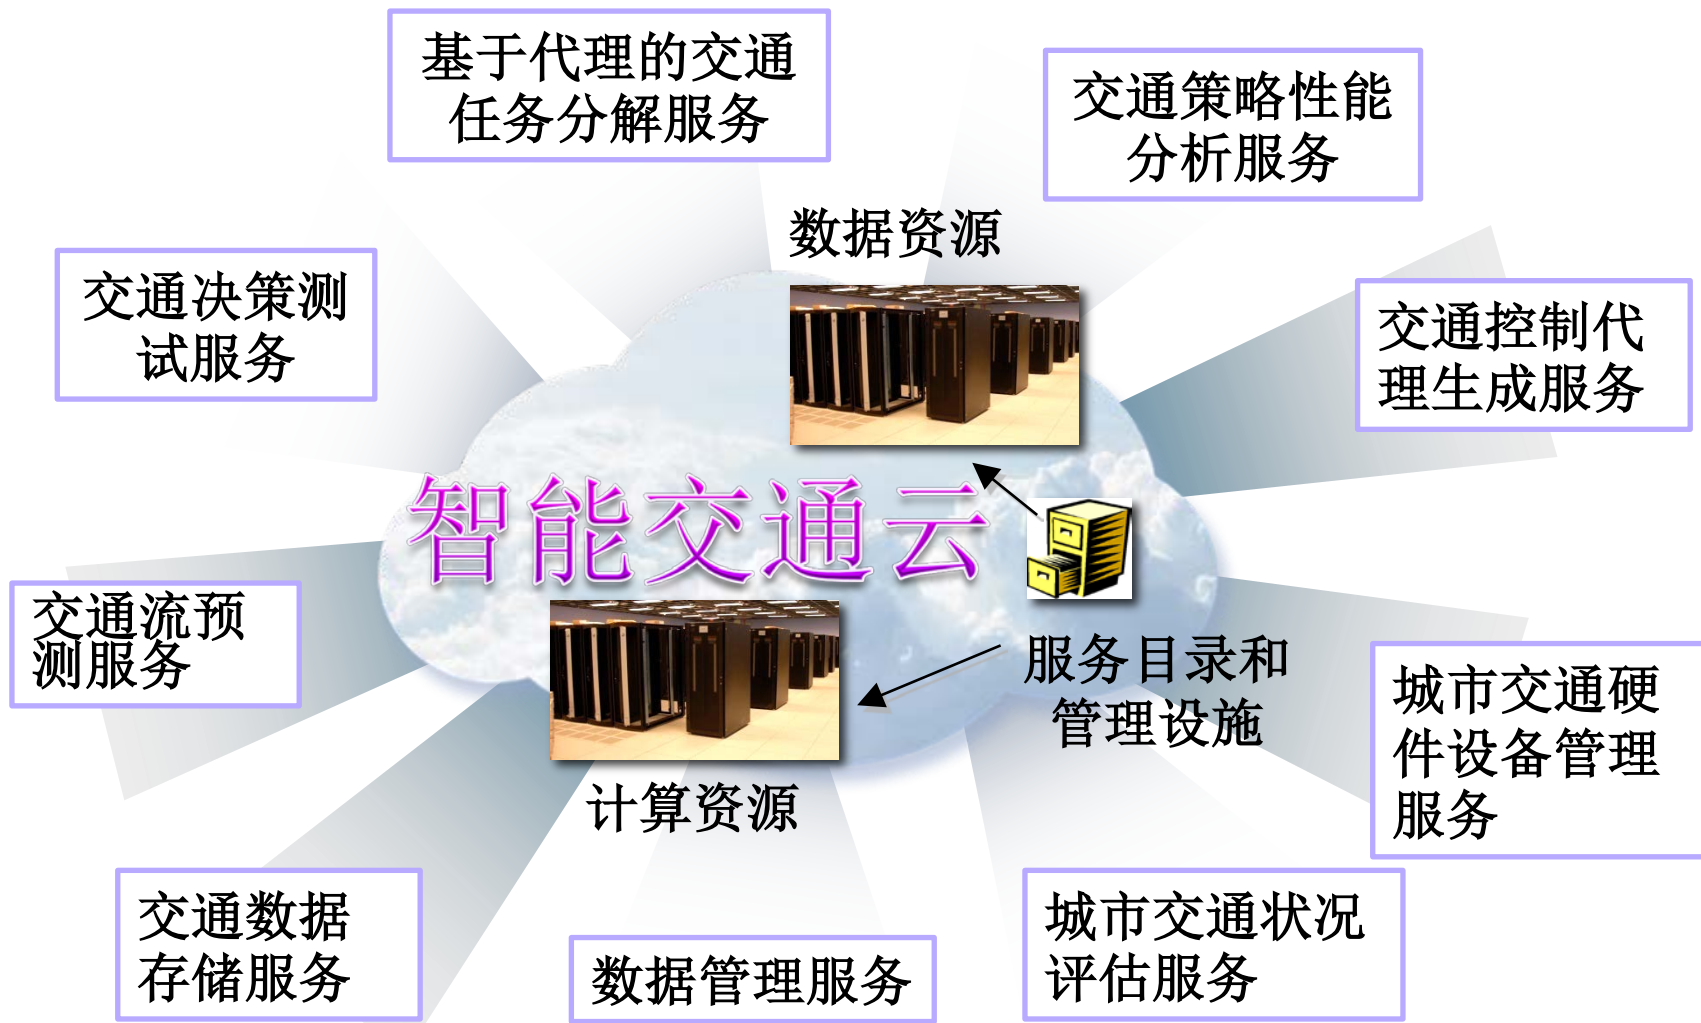 基于代理的交通
任务分解服务
交通策略性能
分析服务
数据资源
交通决策测
试服务
交通控制代
理生成服务
智能交通云
交通流预
测服务
服务目录和
管理设施
城市交通硬
件设备管理
服务
计算资源
交通数据
存储服务
数据管理服务
城市交通状况
评估服务